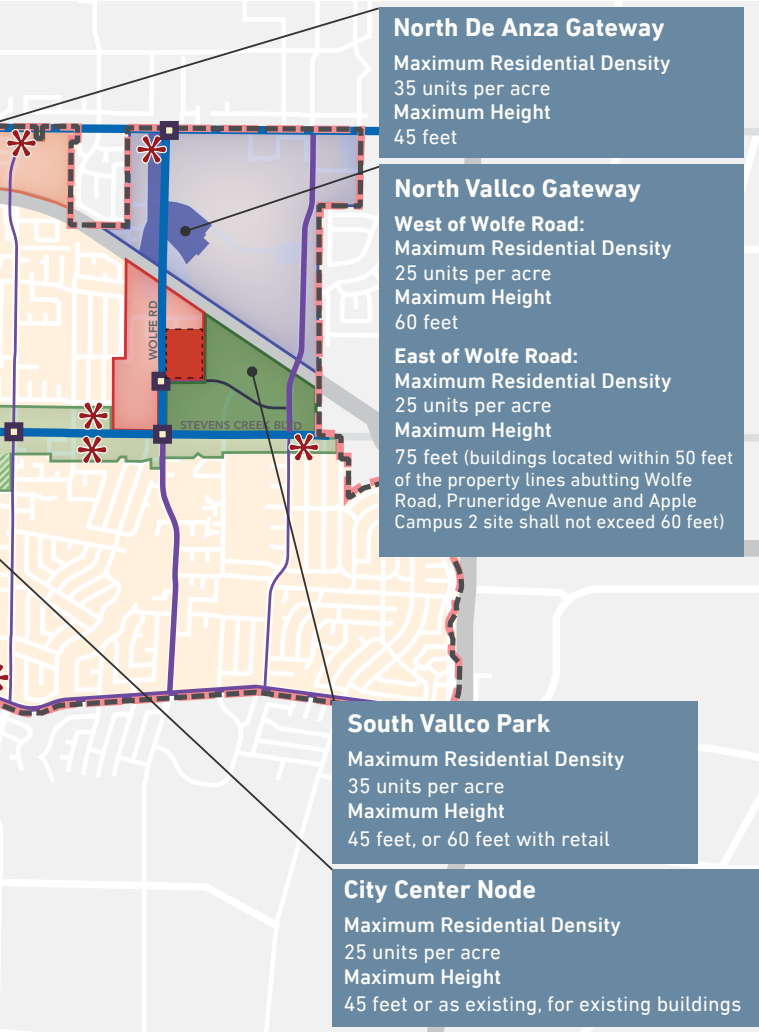 North De Anza Gateway
Maximum Residential Density
35 units per acre
Maximum Height
45 feet
North Vallco Gateway
West of Wolfe Road:
Maximum Residential Density
25 units per acre
Maximum Height
60 feet
East of Wolfe Road:
Maximum Residential Density
25 units per acre
Maximum Height
75 feet (buildings located within 50 feet
of the property lines abutting Wolfe
Road, Pruneridge Avenue and Apple
Campus 2 site shall not exceed 60 feet)
WOLFE RD
STEVENS CREEK BLVD
South Vallco Park
Maximum Residential Density
35 units per acre
Maximum Height
45 feet, or 60 feet with retail
City Center Node
Maximum Residential Density
25 units per acre
Maximum Height
45 feet or as existing, for existing buildings